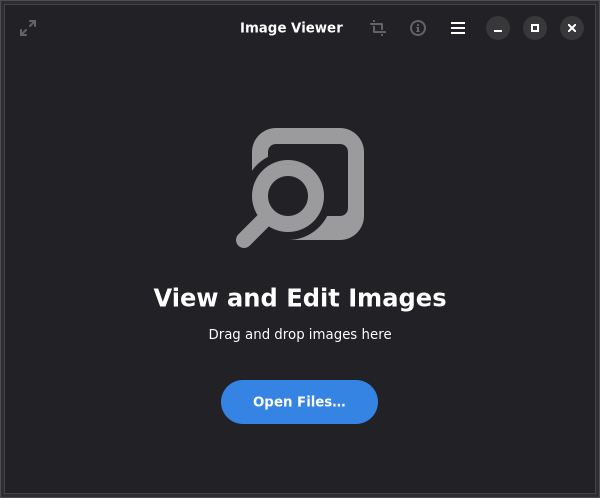 Image Viewer
View and Edit Images
Drag and drop images here
Open Files…